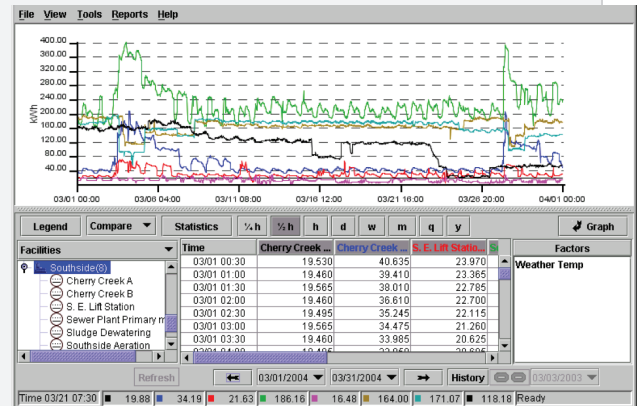 File View Tools Reports Help
400.00
360.00
320.00
280.00
240.00
200.00
160.00
120.00
80.00
40.00
kWh
03/01 00:00 03/06 04:00 03/11 08:00 03/16 12:00 03/21 16:00 03/26 20:00 04/01 00:00
Legend Compare Statistics ¼ h ½ h h d w m q y Graph
Facilities Time Cherry Creek ... Cherry Creek ... S. E. Lift Statio... S Factors
Southside(8) 03/01 00:30 19.530 40.635 23.970 Weather Temp
Cherry Creek A 03/01 01:00 19.460 39.410 23.365
Cherry Creek B 03/01 01:30 19.565 38.010 22.785
S. E. Lift Station 03/01 02:00 19.460 36.610 22.700
Sewer Plant Primary m 03/01 02:30 19.495 35.245 22.115
Sludge Dewatering 03/01 03:00 19.565 34.475 21.260
Southside Aeration 03/01 03:30 19.460 33.985 20.625
Refresh 03/01/2004 03/31/2004 History 03/03/2003
Time 03/21 07:30 19.88 34.19 21.63 186.16 16.48 164.00 171.07 118.18 Ready